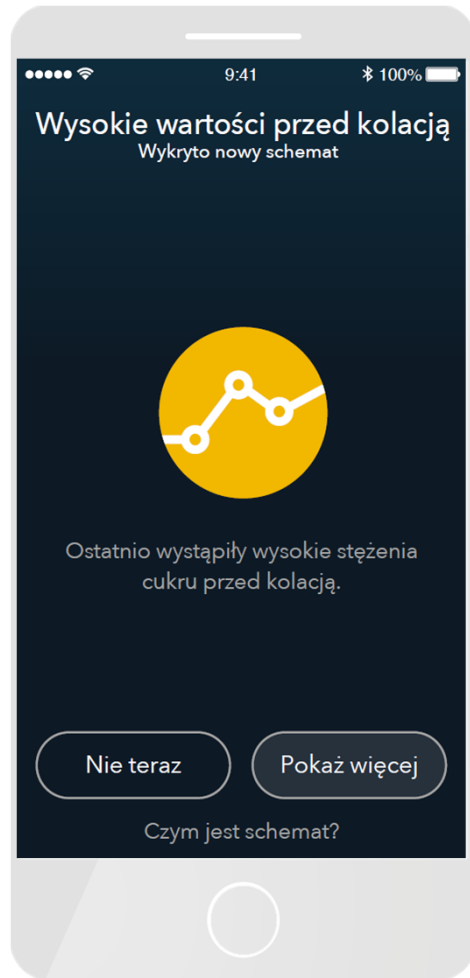 9:41
100%
Wysokie wartości przed kolacją
Wykryto nowy schemat
Ostatnio wystąpiły wysokie stężenia
cukru przed kolacją.
Nie teraz
Pokaż więcej
Czym jest schemat?